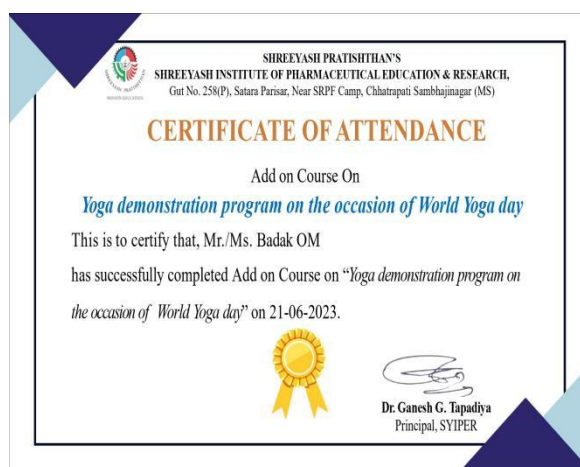 SHREEYASH PRATISHTHAN'S
SHREEYASH INSTITUTE OF PHARMACEUTICAL EDUCATION & RESEARCH,
Gut No. 258(P), Satara Parisar, Near SRPF Camp, Chhatrapati Sambhajinagar (MS)
CERTIFICATE OF ATTENDANCE
Add on Course On
Yoga demonstration program on the occasion of World Yoga day
This is to certify that, Mr./Ms. Badak OM
has successfully completed Add on Course on “Yoga demonstration program on
the occasion of World Yoga day” on 21-06-2023.
Dr. Ganesh G. Tapadiya
Principal, SYIPER